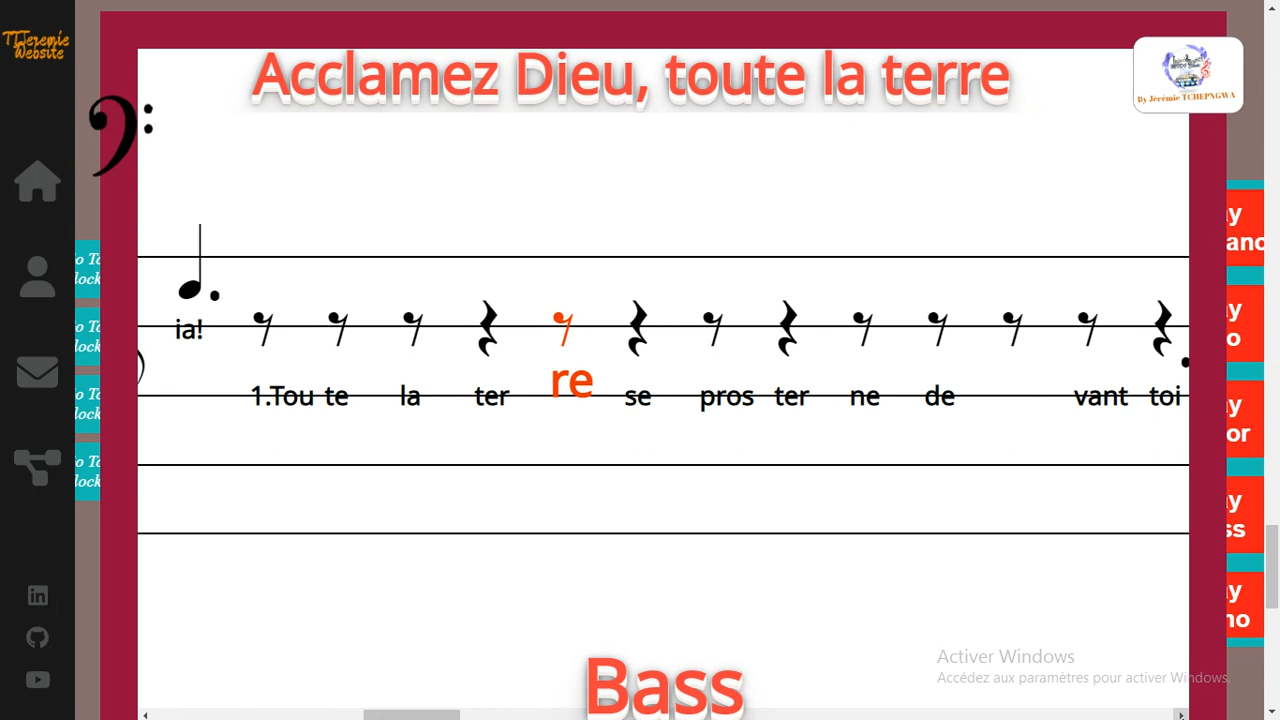 TTJeremie
Website
Acclamez Dieu, toute la terre
By Jérémie TCHEPNGWA
ia!
1.Tou te la ter re se pros ter ne de vant toi
Bass
Activer Windows
Accédez aux paramètres pour activer Windows.